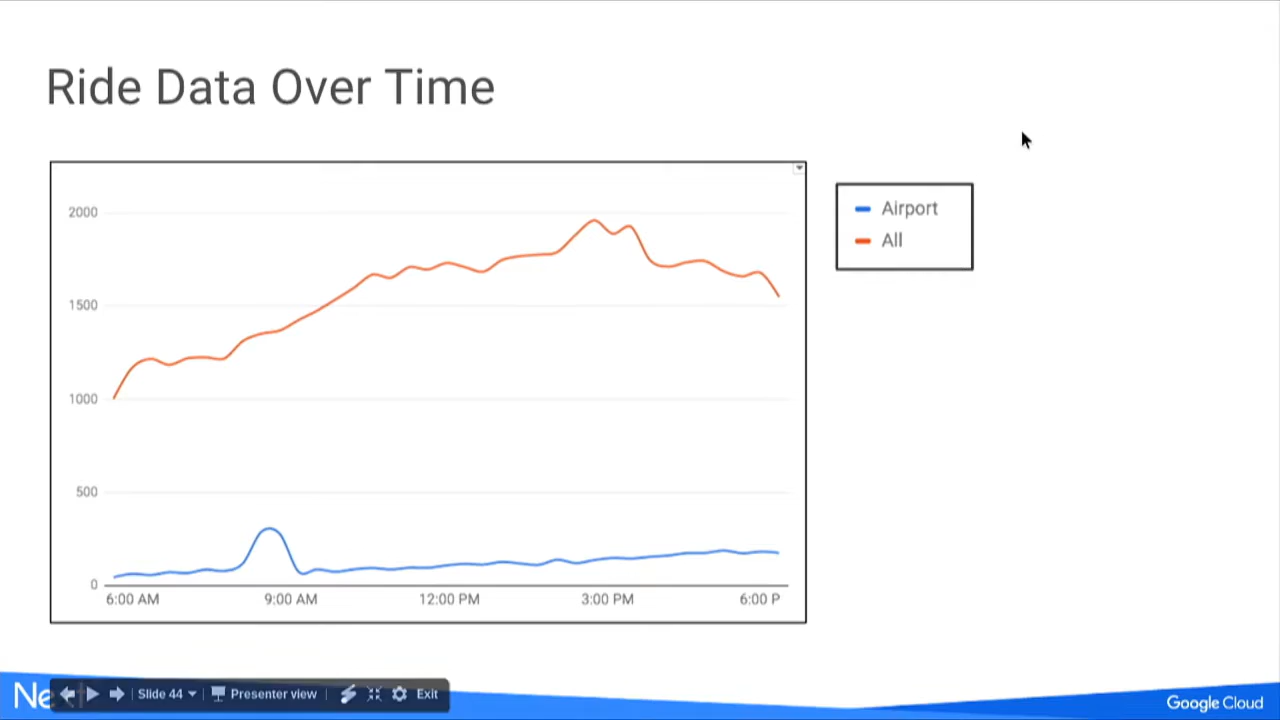 Ride Data Over Time
Airport
All
2000
1500
1000
500
0
6:00 AM 9:00 AM 12:00 PM 3:00 PM 6:00 P
Ne
Slide 44 Presenter view Exit
Google Cloud